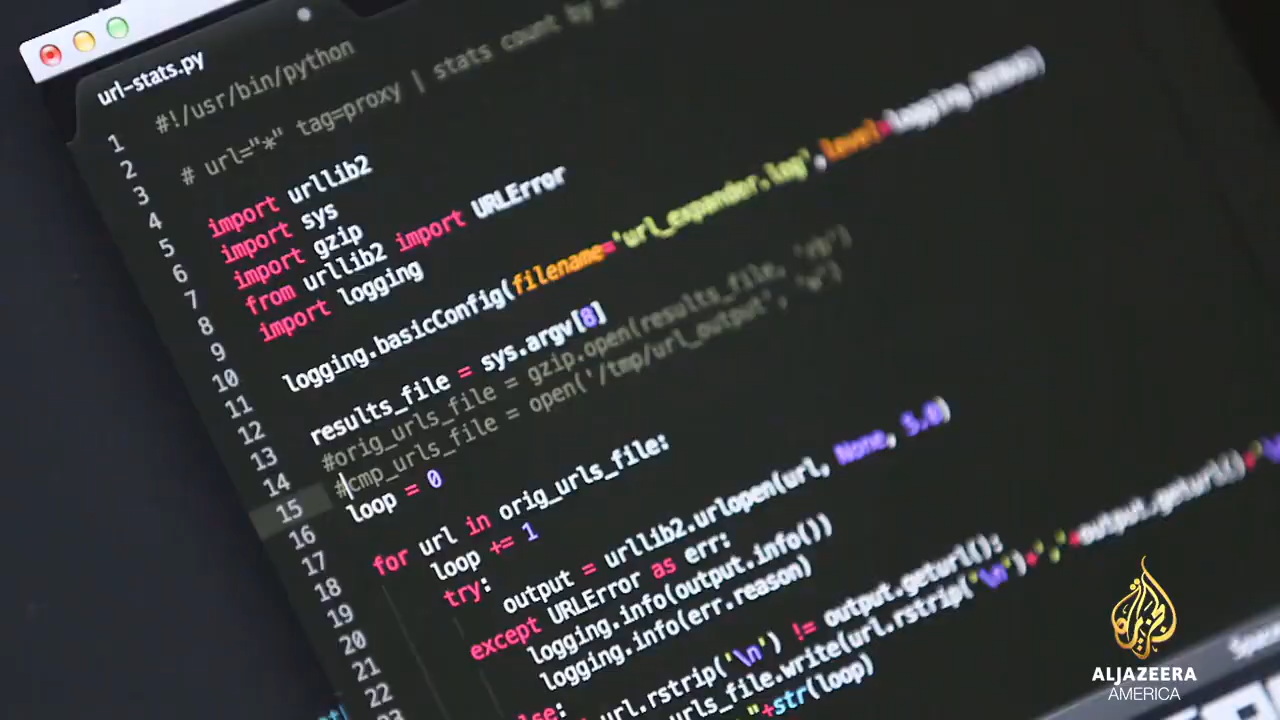 url-stats.py
1 #!/usr/bin/python
2
3 # url="*" tag=proxy | stats count by
4
5 import urllib2
6 import sys
7 import gzip
8 from urllib2 import URLError
9 import logging
10
11 logging.basicConfig(filename='url_expander.log',level=logging.DEBUG)
12
13 results_file = sys.argv[8]
14 #orig_urls_file = gzip.open(results_file, 'rb')
15 #cmp_urls_file = open('/tmp/url_output', 'w')
16 loop = 0
17
18 for url in orig_urls_file:
19 loop += 1
20 try:
21 output = urllib2.urlopen(url, None, 5.0)
22 except URLError as err:
23 logging.info(output.info())
logging.info(err.reason)
url.rstrip('\n') != output.geturl():
urls_file.write(url.rstrip('\n')+','+output.geturl()+'\
else:
"+str(loop)
الجزيرة
ALJAZEERA
AMERICA